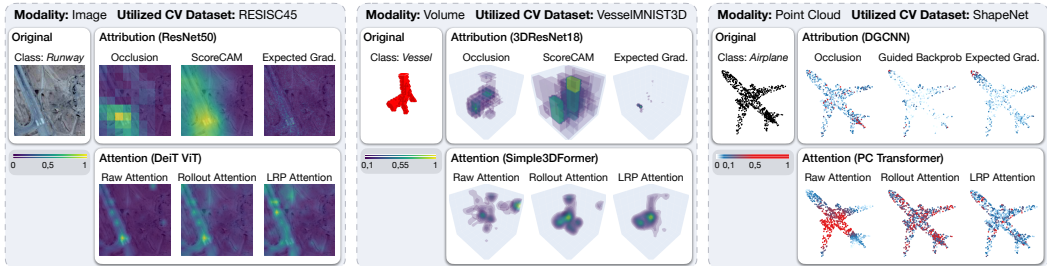 Modality: Image Utilized CV Dataset: RESISC45
Original
Class: Runway
0 0,5 1
Attribution (ResNet50)
Occlusion ScoreCAM Expected Grad.
Attention (DeiT ViT)
Raw Attention Rollout Attention LRP Attention
Modality: Volume Utilized CV Dataset: VesselMNIST3D
Original
Class: Vessel
0,1 0,55 1
Attribution (3DResNet18)
Occlusion ScoreCAM Expected Grad.
Attention (Simple3DFormer)
Raw Attention Rollout Attention LRP Attention
Modality: Point Cloud Utilized CV Dataset: ShapeNet
Original
Class: Airplane
0 0,1 0,5 1
Attribution (DGCNN)
Occlusion Guided Backprob Expected Grad.
Attention (PC Transformer)
Raw Attention Rollout Attention LRP Attention